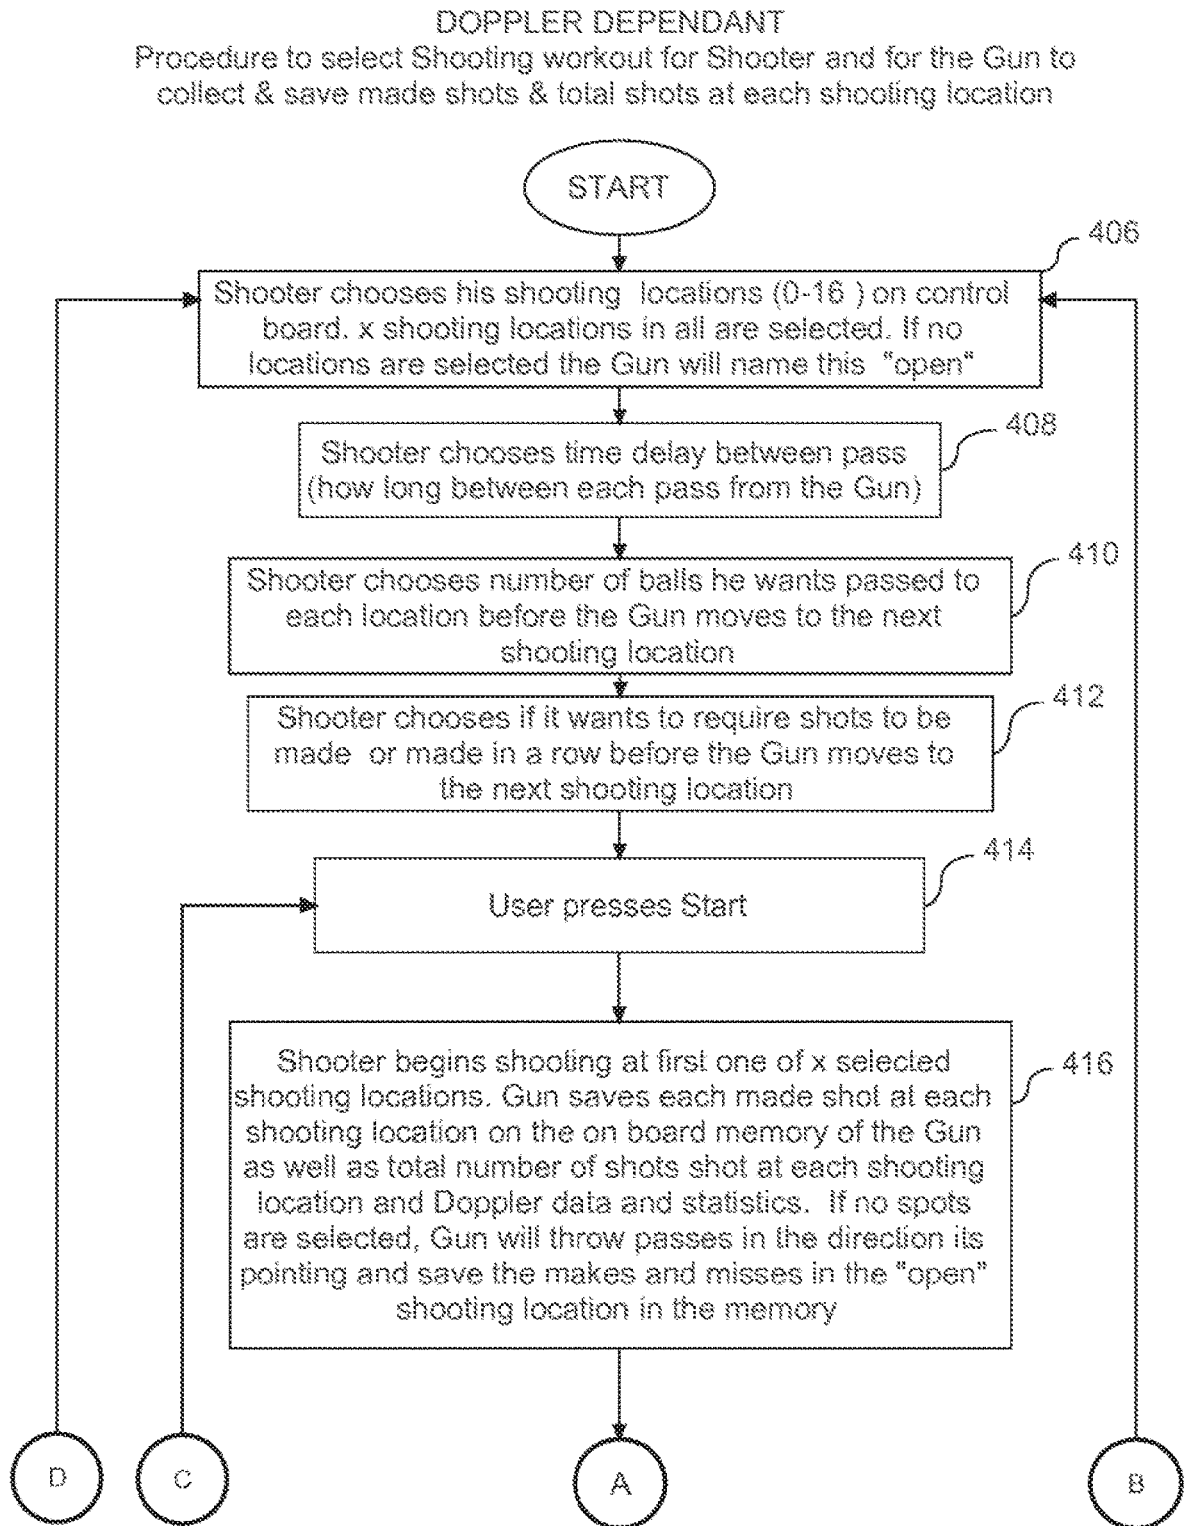 DOPPLER DEPENDANT
Procedure to select Shooting workout for Shooter and for the Gun to
collect & save made shots & total shots at each shooting location
START
406
Shooter chooses his shooting locations (0-16 ) on control
board. x shooting locations in all are selected. If no
locations are selected the Gun will name this "open"
408
Shooter chooses time delay between pass
(how long between each pass from the Gun)
410
Shooter chooses number of balls he wants passed to
each location before the Gun moves to the next
shooting location
412
Shooter chooses if it wants to require shots to be
made or made in a row before the Gun moves to
the next shooting location
414
User presses Start
416
Shooter begins shooting at first one of x selected
shooting locations. Gun saves each made shot at each
shooting location on the on board memory of the Gun
as well as total number of shots shot at each shooting
location and Doppler data and statistics. If no spots
are selected, Gun will throw passes in the direction its
pointing and save the makes and misses in the "open"
shooting location in the memory
D
C
A
B